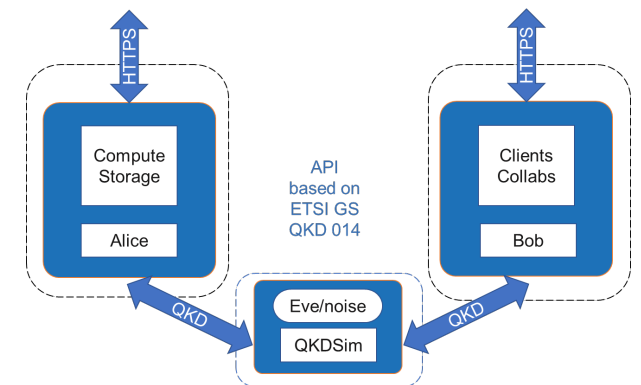 HTTPS
HTTPS
Compute
Storage
Alice
API
based on
ETSI GS
QKD 014
Clients
Collabs
Bob
QKD
Eve/noise
QKDSim
QKD